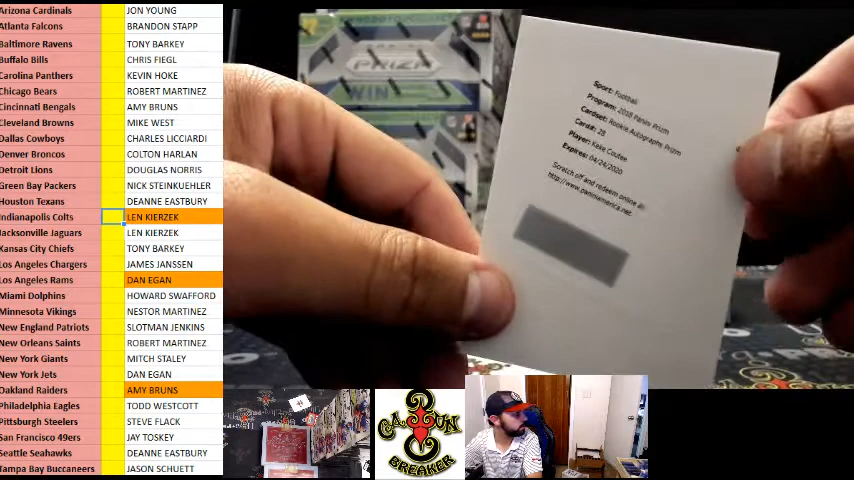 Arizona Cardinals JON YOUNG
Atlanta Falcons BRANDON STAPP
Baltimore Ravens TONY BARKEY
Buffalo Bills CHRIS FIEGL
Carolina Panthers KEVIN HOKE
Chicago Bears ROBERT MARTINEZ
Cincinnati Bengals AMY BRUNS
Cleveland Browns MIKE WEST
Dallas Cowboys CHARLES LICCIARDI
Denver Broncos COLTON HARLAN
Detroit Lions DOUGLAS NORRIS
Green Bay Packers NICK STEINKUEHLER
Houston Texans DEANNE EASTBURY
Indianapolis Colts LEN KIERZEK
Jacksonville Jaguars LEN KIERZEK
Kansas City Chiefs TONY BARKEY
Los Angeles Chargers JAMES JANSSEN
Los Angeles Rams DAN EGAN
Miami Dolphins HOWARD SWAFFORD
Minnesota Vikings NESTOR MARTINEZ
New England Patriots SLOTMAN JENKINS
New Orleans Saints ROBERT MARTINEZ
New York Giants MITCH STALEY
New York Jets DAN EGAN
Oakland Raiders AMY BRUNS
Philadelphia Eagles TODD WESTCOTT
Pittsburgh Steelers STEVE FLACK
San Francisco 49ers JAY TOSKEY
Seattle Seahawks DEANNE EASTBURY
Tampa Bay Buccaneers JASON SCHUETT
PRIZM
WIN
Sport: Football
Program: 2018 Panini Prizm
Cardset: Rookie Autographs Prizm
Card#: 28
Player: Keke Coutee
Expires: 04/24/2020
Scratch off and redeem online at
http://www.paniniamerica.net.
CAJUN
BREAKER